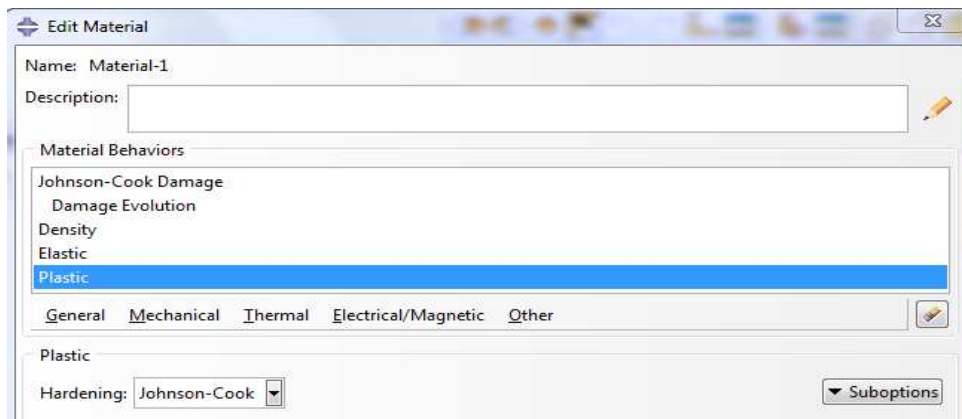 Edit Material
Name: Material-1
Description:
Material Behaviors
Johnson-Cook Damage
Damage Evolution
Density
Elastic
Plastic
General Mechanical Thermal Electrical/Magnetic Other
Plastic
Hardening: Johnson-Cook Suboptions